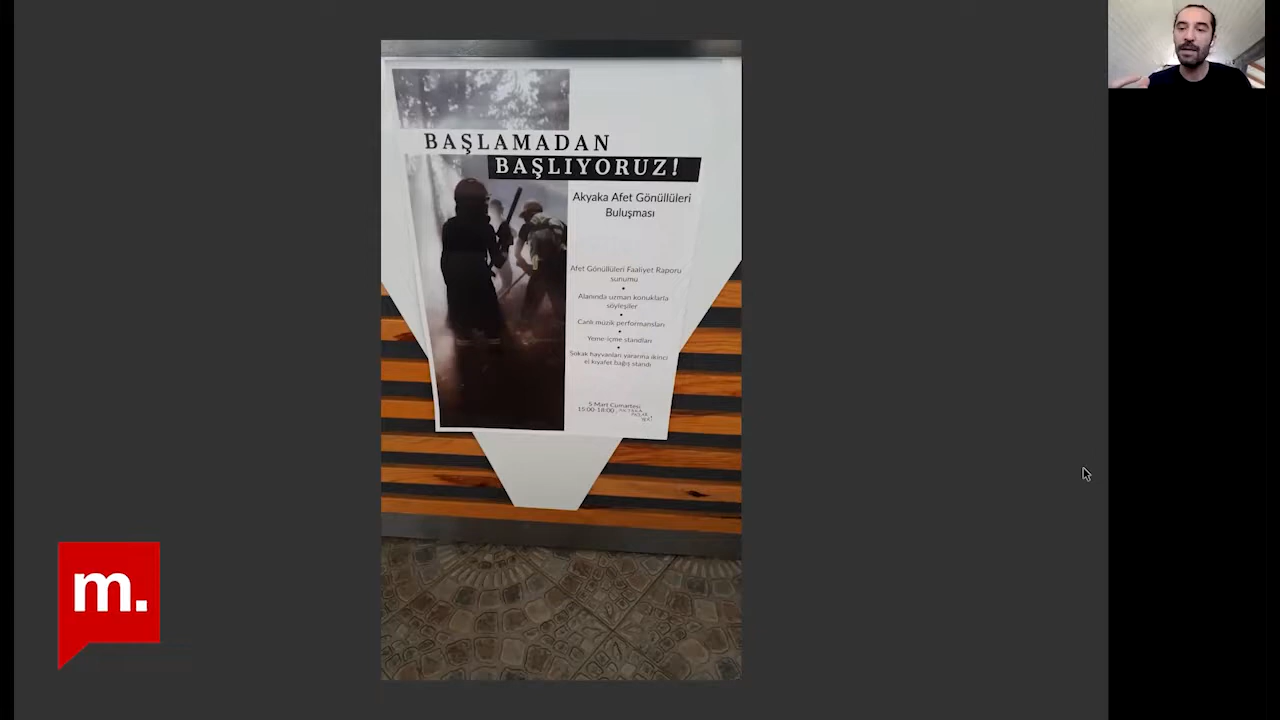 BAŞLAMADAN
BAŞLIYORUZ!
Akyaka Afet Gönüllüleri
Buluşması
Afet Gönüllüleri Faaliyet Raporu
sunumu
Alanında uzman konuklarla
söyleşiler
Canlı müzik performansları
Yeme-içme standları
Sokak hayvanları yararına ikinci
el kıyafet bağış standı
5 Mart Cumartesi
15:00-18:00
m.